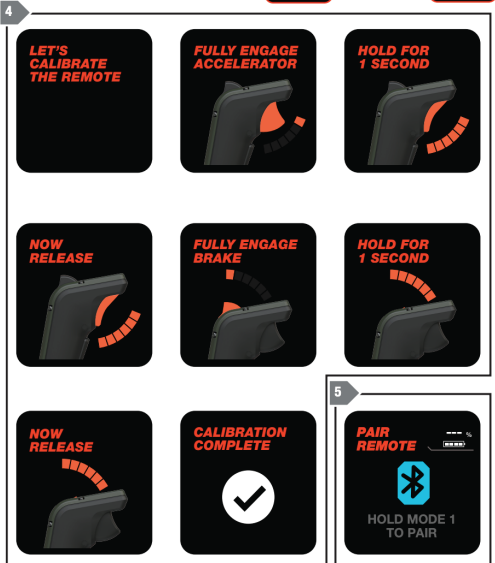 4
LET'S
CALIBRATE
THE REMOTE
FULLY ENGAGE
ACCELERATOR
HOLD FOR
1 SECOND
NOW
RELEASE
FULLY ENGAGE
BRAKE
HOLD FOR
1 SECOND
NOW
RELEASE
CALIBRATION
COMPLETE
5
PAIR
REMOTE
--- %
HOLD MODE 1
TO PAIR